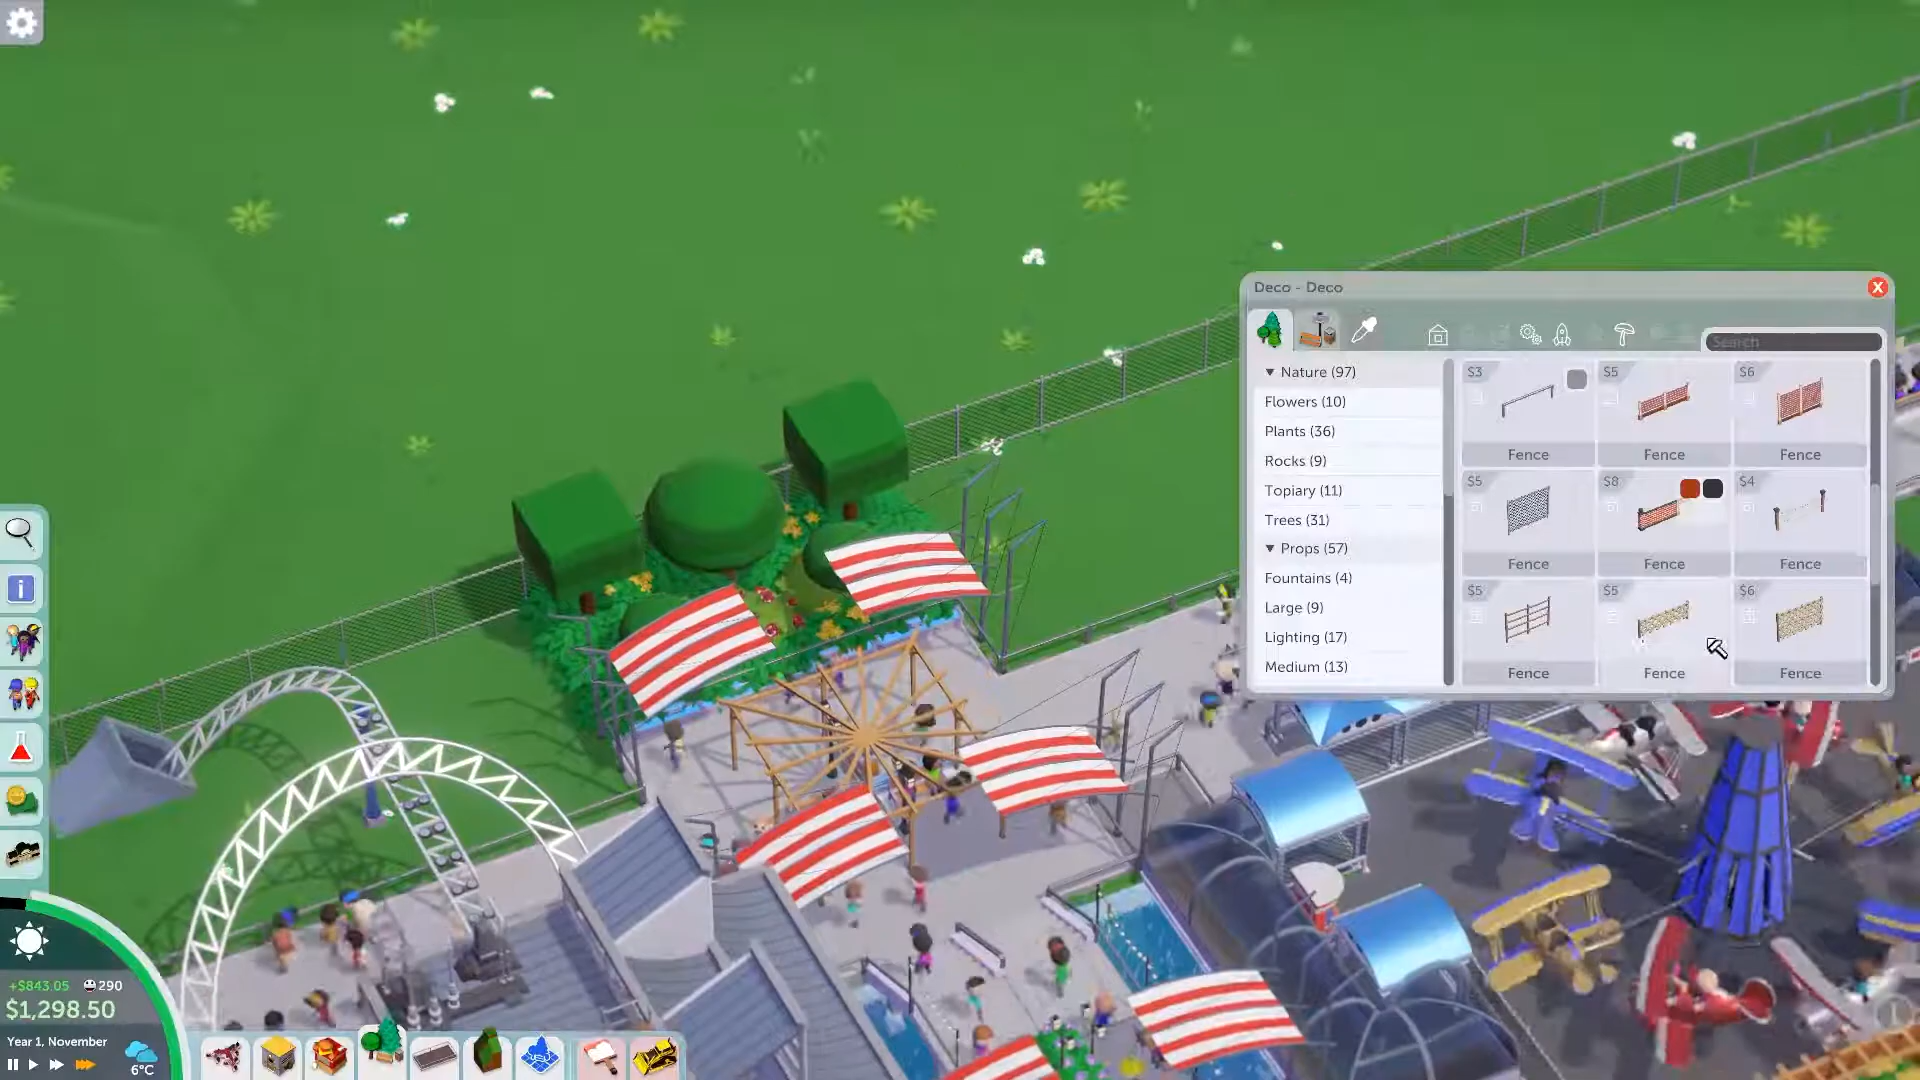 Deco - Deco
X
Search
▼ Nature (97)
Flowers (10)
Plants (36)
Rocks (9)
Topiary (11)
Trees (31)
▼ Props (57)
Fountains (4)
Large (9)
Lighting (17)
Medium (13)
$3
$5
$6
Fence
Fence
Fence
$5
$8
$4
Fence
Fence
Fence
$5
$5
$6
Fence
Fence
Fence
i
+$843.05 290
$1,298.50
Year 1, November
6°C